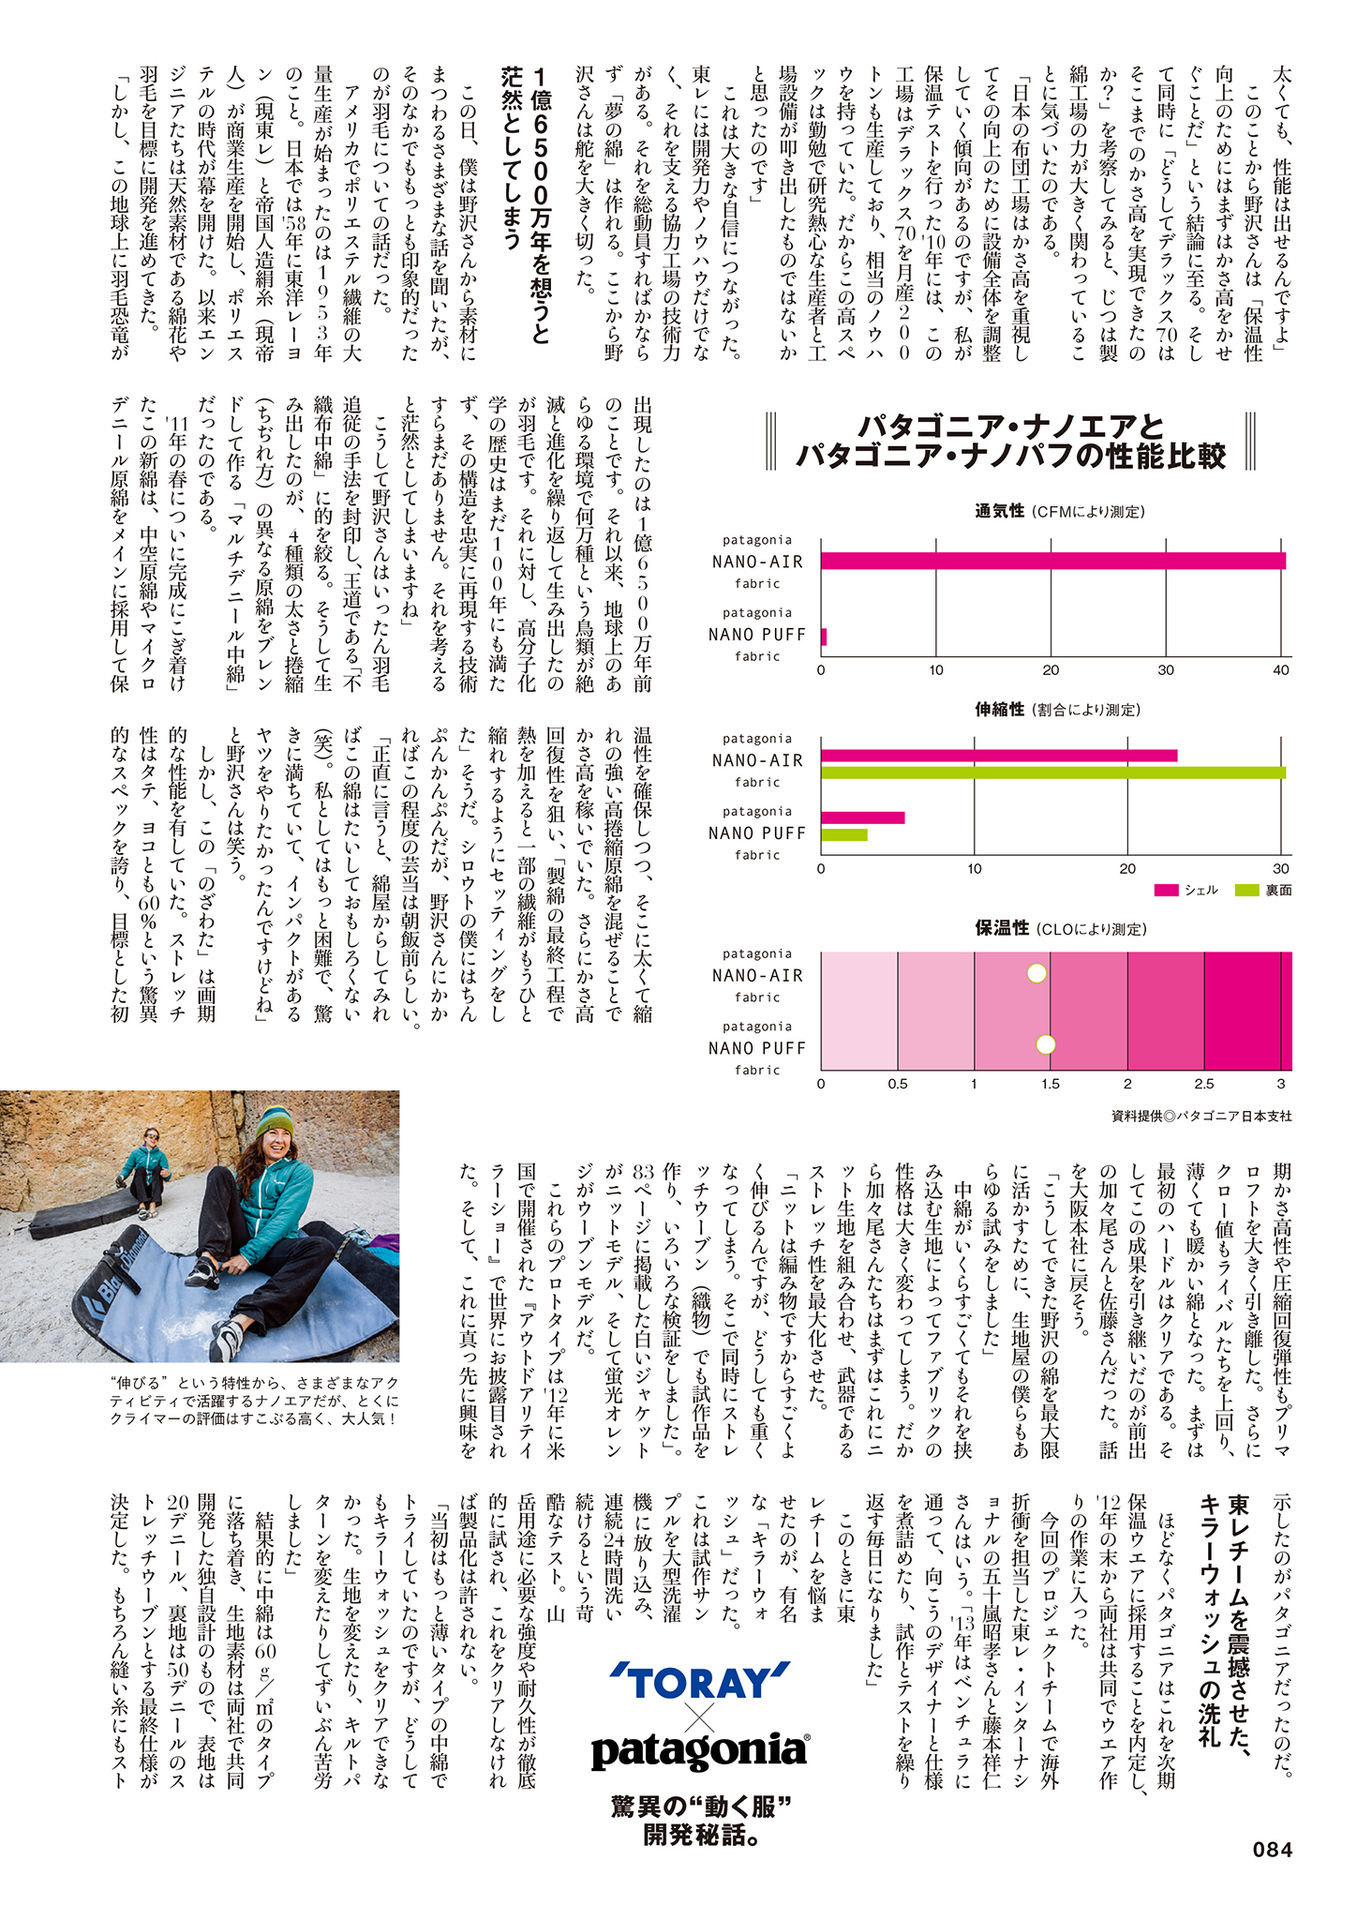 太くても、性能は出せるんですよ」
　このことから野沢さんは「保温性
向上のためにはまずはかさ高をかせ
ぐことだ」という結論に至る。そし
て同時に「どうしてデラックス70は
そこまでのかさ高を実現できたの
か？」を考察してみると、じつは製
綿工場の力が大きく関わっているこ
とに気づいたのである。
「日本の布団工場はかさ高を重視し
てその向上のために設備全体を調整
していく傾向があるのですが、私が
保温テストを行った'10年には、この
工場はデラックス70を月産200
トンも生産しており、相当のノウハ
ウを持っていた。だからこの高スペ
ックは勤勉で研究熱心な生産者と工
場設備が叩き出したものではないか
と思ったのです」
　これは大きな自信につながった。
東レには開発力やノウハウだけでな
く、それを支える協力工場の技術力
がある。それを総動員すればかなら
ず「夢の綿」は作れる。ここから野
沢さんは舵を大きく切った。
1億6500万年を想うと
茫然としてしまう
　この日、僕は野沢さんから素材に
まつわるさまざまな話を聞いたが、
そのなかでももっとも印象的だった
のが羽毛についての話だった。
　アメリカでポリエステル繊維の大
量生産が始まったのは1953年
のこと。日本では'58年に東洋レーヨ
ン（現東レ）と帝国人造絹糸（現帝
人）が商業生産を開始し、ポリエス
テルの時代が幕を開けた。以来エン
ジニアたちは天然素材である綿花や
羽毛を目標に開発を進めてきた。
「しかし、この地球上に羽毛恐竜が
出現したのは1億6500万年前
のことです。それ以来、地球上のあ
らゆる環境で何万種という鳥類が絶
滅と進化を繰り返して生み出したの
が羽毛です。それに対し、高分子化
学の歴史はまだ100年にも満た
ず、その構造を忠実に再現する技術
すらまだありません。それを考える
と茫然としてしまいますね」
　こうして野沢さんはいったん羽毛
追従の手法を封印し、王道である「不
織布中綿」に的を絞る。そうして生
み出したのが、4種類の太さと捲縮
（ちぢれ方）の異なる原綿をブレン
ドして作る「マルチデニール中綿」
だったのである。
　'11年の春についに完成にこぎ着け
たこの新綿は、中空原綿やマイクロ
デニール原綿をメインに採用して保
温性を確保しつつ、そこに太くて縮
れの強い高捲縮原綿を混ぜることで
かさ高を稼いでいた。さらにかさ高
回復性を狙い、「製綿の最終工程で
熱を加えると一部の繊維がもうひと
縮れするようにセッティングをし
た」そうだ。シロウトの僕にはちん
ぷんかんぷんだが、野沢さんにかか
ればこの程度の芸当は朝飯前らしい。
「正直に言うと、綿屋からしてみれ
ばこの綿はたいしておもしろくない
（笑）。私としてはもっと困難で、驚
きに満ちていて、インパクトがある
ヤツをやりたかったんですけどね」
と野沢さんは笑う。
　しかし、この「のざわた」は画期
的な性能を有していた。ストレッチ
性はタテ、ヨコとも60％という驚異
的なスペックを誇り、目標とした初
パタゴニア・ナノエアと
パタゴニア・ナノパフの性能比較
通気性（CFMにより測定）
patagonia
NANO-AIR
fabric
patagonia
NANO PUFF
fabric
0 10 20 30 40
伸縮性（割合により測定）
patagonia
NANO-AIR
fabric
patagonia
NANO PUFF
fabric
0 10 20 30
シェル 裏面
保温性（CLOにより測定）
patagonia
NANO-AIR
fabric
patagonia
NANO PUFF
fabric
0 0.5 1 1.5 2 2.5 3
資料提供◎パタゴニア日本支社
期かさ高性や圧縮回復弾性もプリマ
ロフトを大きく引き離した。さらに
クロー値もライバルたちを上回り、
薄くても暖かい綿となった。まずは
最初のハードルはクリアである。そ
してこの成果を引き継いだのが前出
の加々尾さんと佐藤さんだった。話
を大阪本社に戻そう。
「こうしてできた野沢の綿を最大限
に活かすために、生地屋の僕らもあ
らゆる試みをしました」
　中綿がいくらすごくてもそれを挟
み込む生地によってファブリックの
性格は大きく変わってしまう。だか
ら加々尾さんたちはまずはこれにニ
ット生地を組み合わせ、武器である
ストレッチ性を最大化させた。
「ニットは編み物ですからすごくよ
く伸びるんですが、どうしても重く
なってしまう。そこで同時にストレ
ッチウーブン（織物）でも試作品を
作り、いろいろな検証をしました」。
83ページに掲載した白いジャケット
がニットモデル、そして蛍光オレン
ジがウーブンモデルだ。
　これらのプロトタイプは'12年に米
国で開催された『アウトドアリテイ
ラーショー』で世界にお披露目され
た。そして、これに真っ先に興味を
Black Diamond
“伸びる”という特性から、さまざまなアク
ティビティで活躍するナノエアだが、とくに
クライマーの評価はすこぶる高く、大人気！
示したのがパタゴニアだったのだ。
東レチームを震撼させた、
キラーウォッシュの洗礼
　ほどなくパタゴニアはこれを次期
保温ウエアに採用することを内定し、
'12年の末から両社は共同でウエア作
りの作業に入った。
　今回のプロジェクトチームで海外
折衝を担当した東レ・インターナシ
ョナルの五十嵐昭孝さんと藤本祥仁
さんはいう。「'13年はベンチュラに
通って、向こうのデザイナーと仕様
を煮詰めたり、試作とテストを繰り
返す毎日になりました」
　このときに東
レチームを悩ま
せたのが、有名
な「キラーウォ
ッシュ」だった。
これは試作サン
プルを大型洗濯
機に放り込み、
連続24時間洗い
続けるという苛
酷なテスト。山
岳用途に必要な強度や耐久性が徹底
的に試され、これをクリアしなけれ
ば製品化は許されない。
「当初はもっと薄いタイプの中綿で
トライしていたのですが、どうして
もキラーウォッシュをクリアできな
かった。生地を変えたり、キルトパ
ターンを変えたりしてずいぶん苦労
しました」
　結果的に中綿は60g／㎡のタイプ
に落ち着き、生地素材は両社で共同
開発した独自設計のもので、表地は
20デニール、裏地は50デニールのス
トレッチウーブンとする最終仕様が
決定した。もちろん縫い糸にもスト
'TORAY'
×
patagonia®
驚異の“動く服”
開発秘話。
084